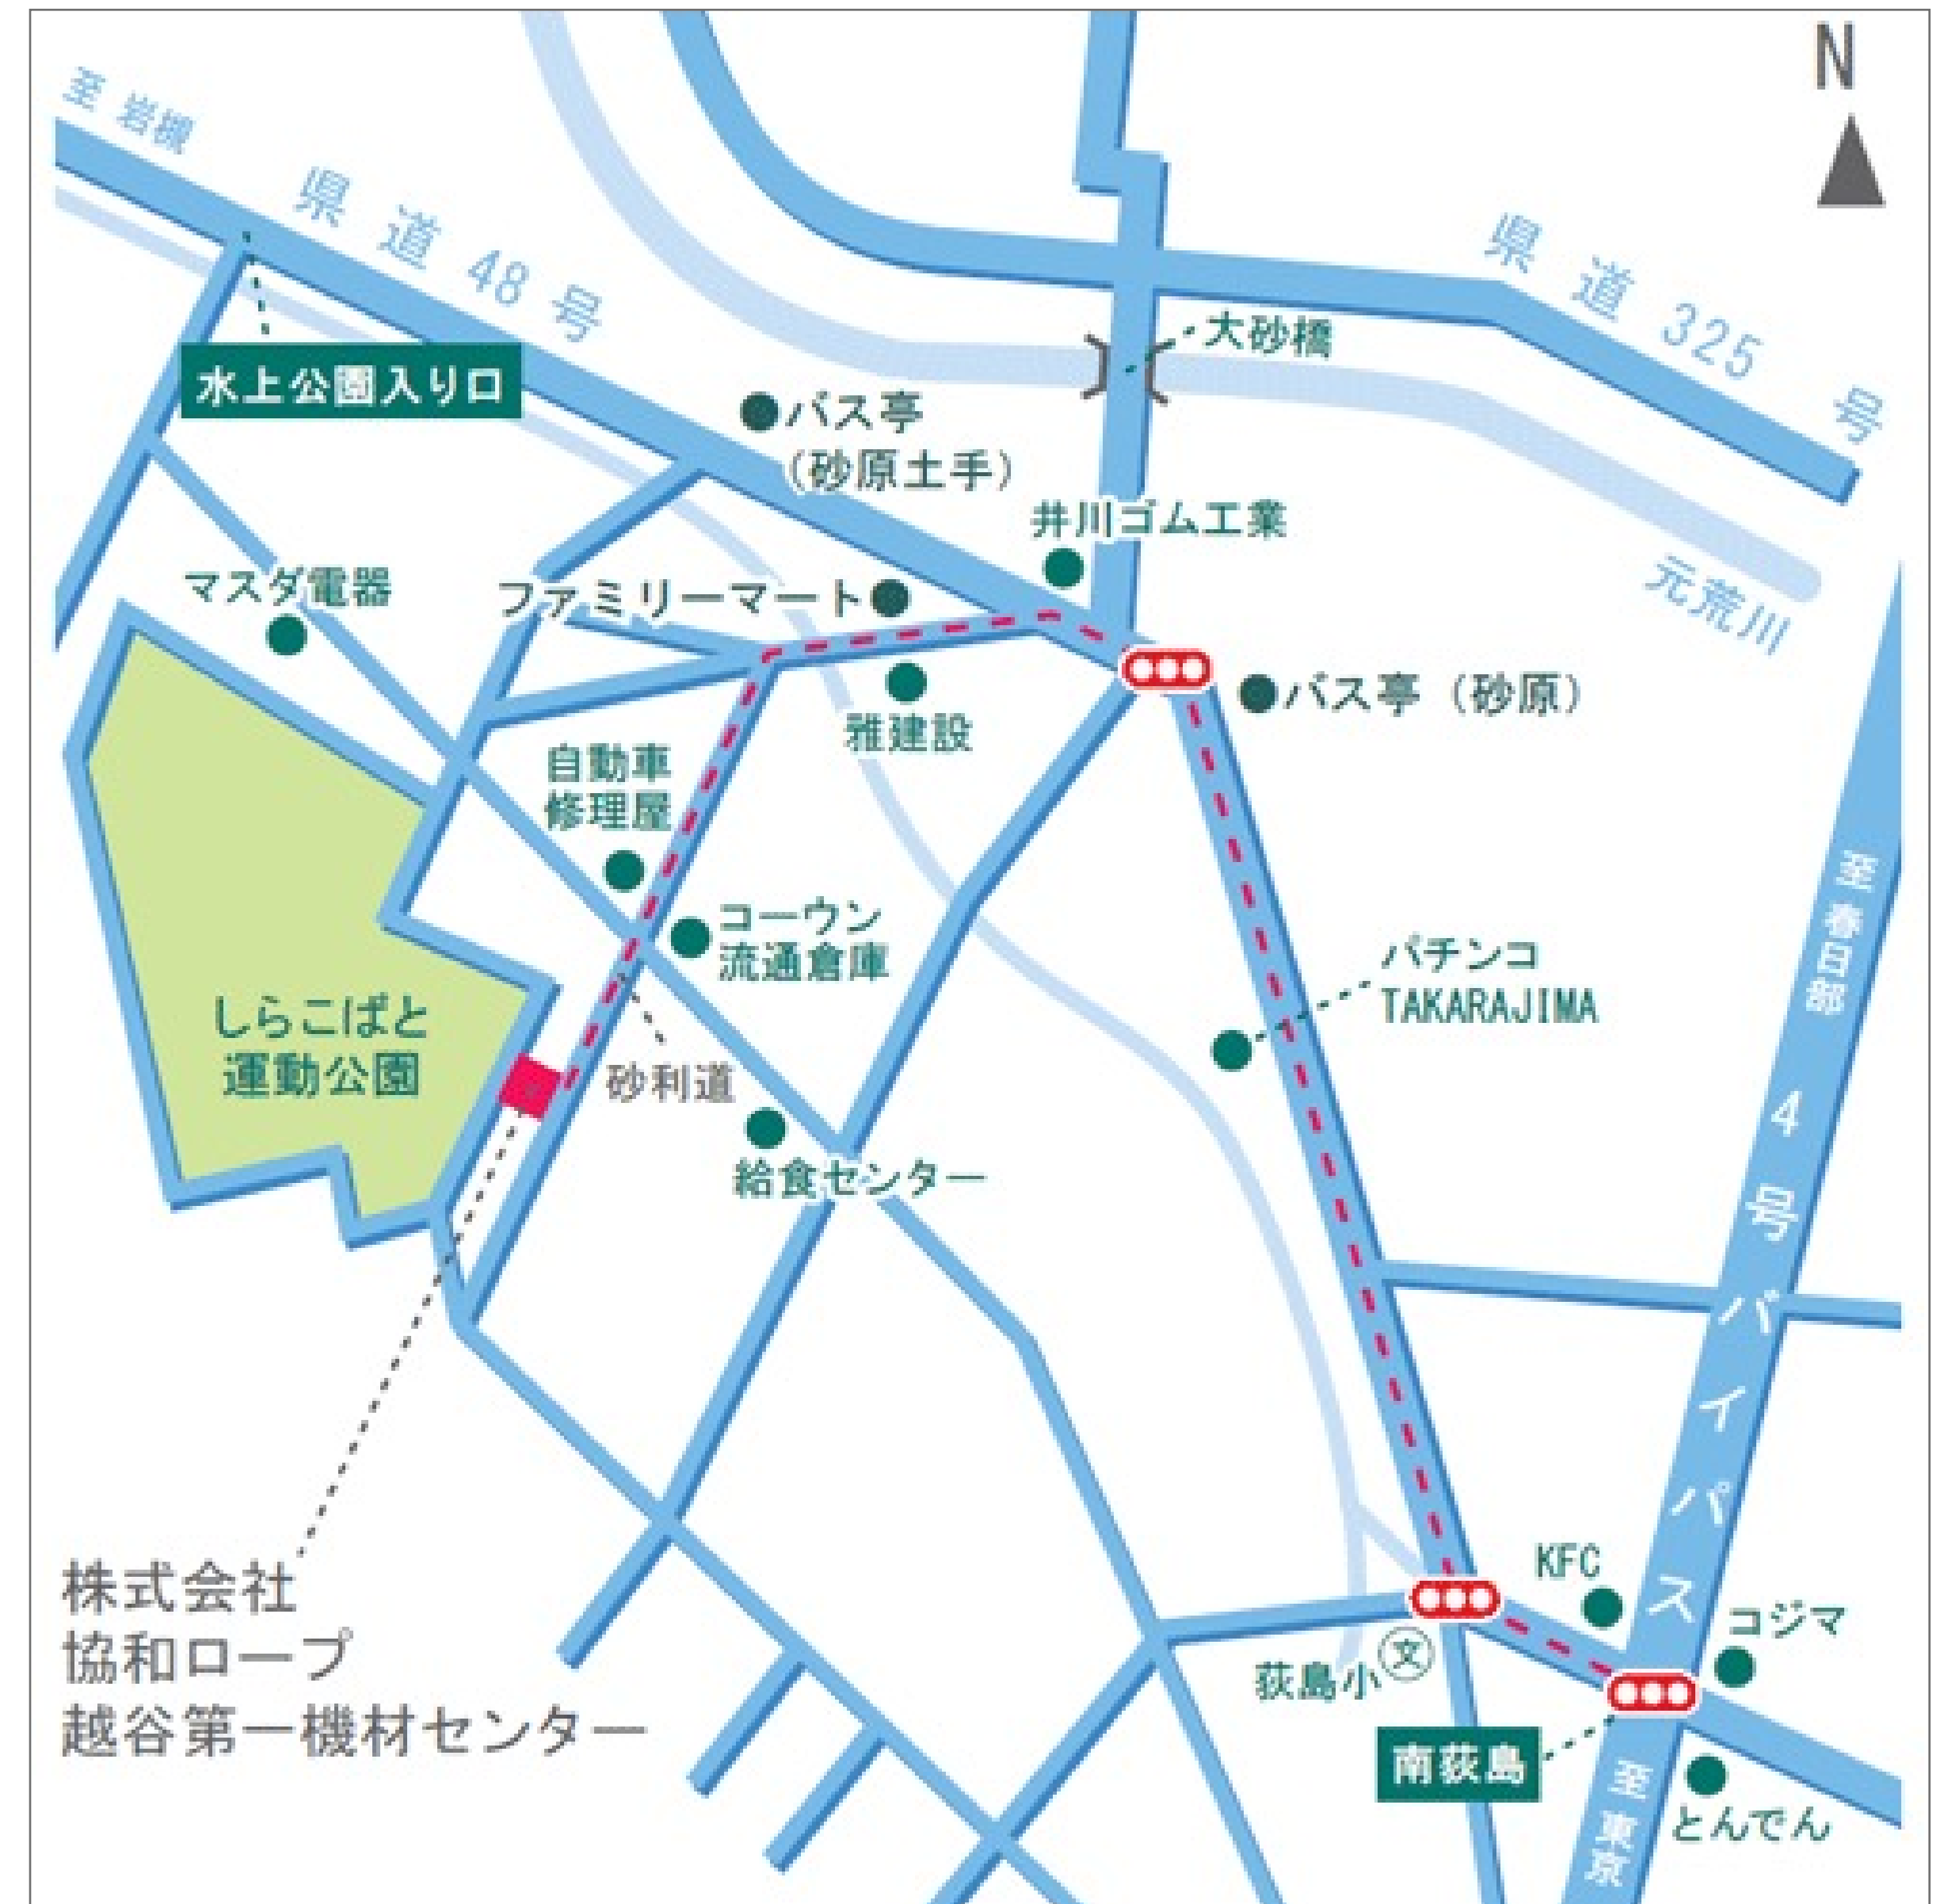 N
至 岩槻
県道 48 号
県道 325 号
大砂橋
水上公園入り口
バス亭
（砂原土手）
井川ゴム工業
元荒川
マスダ電器
ファミリーマート
バス亭（砂原）
雅建設
自動車
修理屋
コーウン
流通倉庫
至春日部
パチンコ
TAKARAJIMA
しらこばと
運動公園
砂利道
給食センター
4号バイパス
KFC
コジマ
株式会社
協和ロープ
越谷第一機材センター
荻島小
文
南荻島
とんでん
至東京